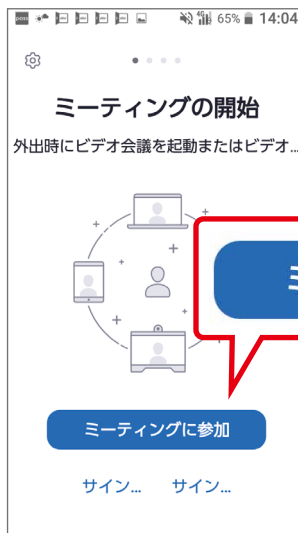 65% 14:04
ミーティングの開始
外出時にビデオ会議を起動またはビデオ...
ミーティングに参加
サイン... サイン...